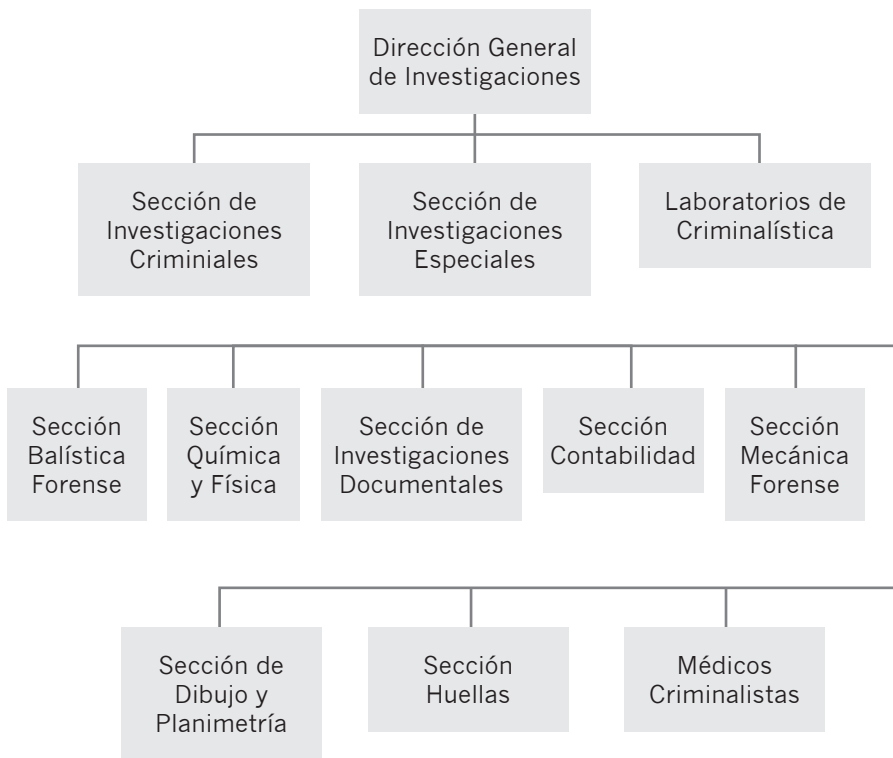 Dirección General
de Investigaciones
Sección de
Investigaciones
Criminiales
Sección de
Investigaciones
Especiales
Laboratorios de
Criminalística
Sección
Balística
Forense
Sección
Química
y Física
Sección de
Investigaciones
Documentales
Sección
Contabilidad
Sección
Mecánica
Forense
Sección de
Dibujo y
Planimetría
Sección
Huellas
Médicos
Criminalistas